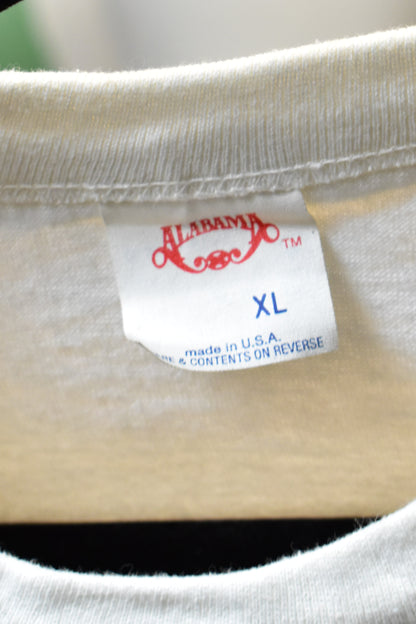 ALABAMA
TM
XL
made in U.S.A.
& CONTENTS ON REVERSE